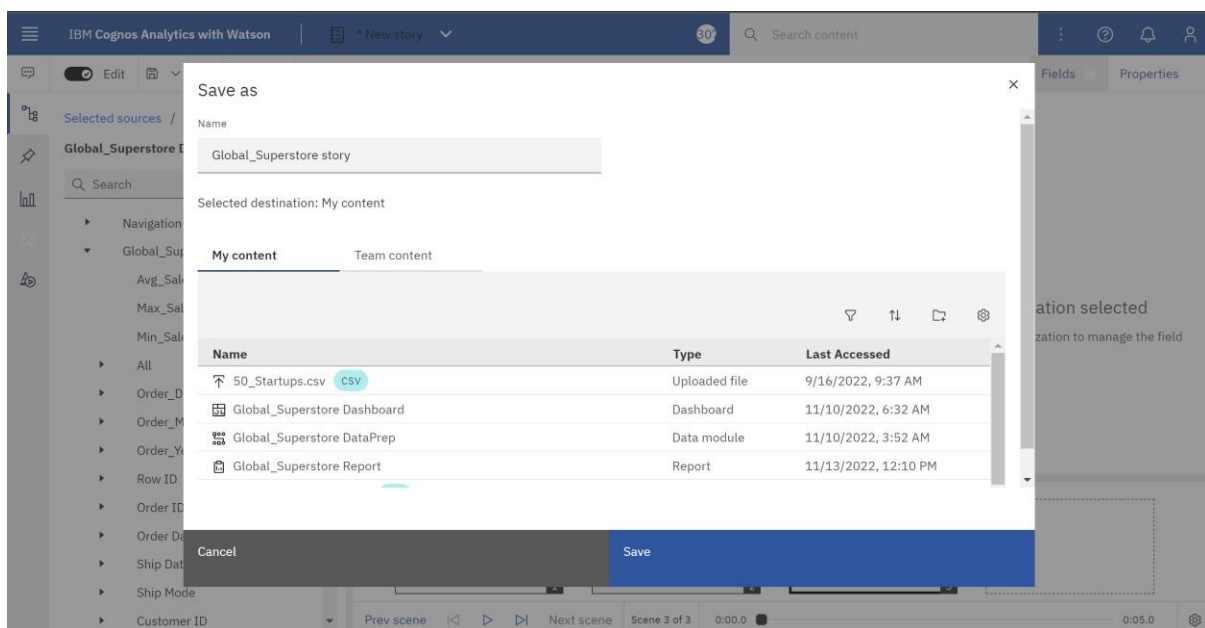 IBM Cognos Analytics with Watson
* New story
30
Search content
Edit
Fields
Properties
Save as
Selected sources /
Name
Global_Superstore D
Global_Superstore story
Search
Selected destination: My content
Navigation
Global_Sup
My content
Team content
Avg_Sale
Max_Sal
Min_Sale
ation selected
zation to manage the field
Name Type Last Accessed
All
50_Startups.csv CSV Uploaded file 9/16/2022, 9:37 AM
Order_D
Global_Superstore Dashboard Dashboard 11/10/2022, 6:32 AM
Order_M
Global_Superstore DataPrep Data module 11/10/2022, 3:52 AM
Order_Ye
Global_Superstore Report Report 11/13/2022, 12:10 PM
Row ID
Order ID
Order Da
Cancel
Save
Ship Dat
Ship Mode
Customer ID
Prev scene
Next scene
Scene 3 of 3
0:00.0
0:05.0